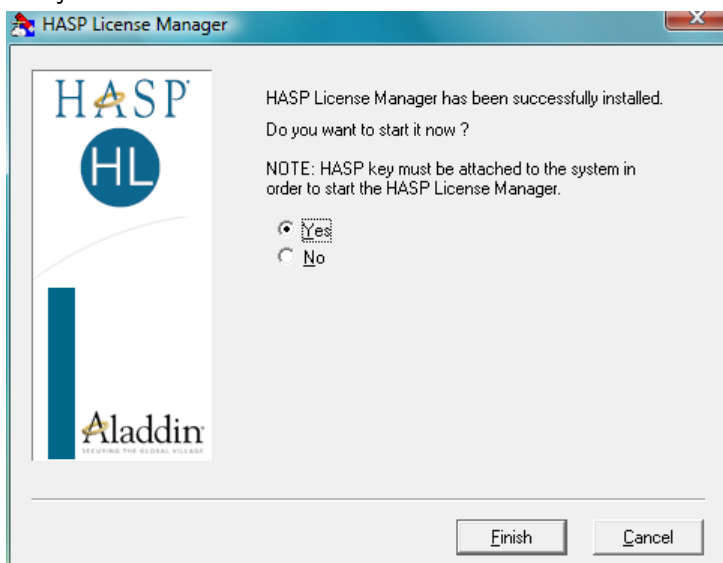 HASP License Manager
X
HASP
HL
Aladdin
SECURING THE GLOBAL VILLAGE
HASP License Manager has been successfully installed.
Do you want to start it now ?
NOTE: HASP key must be attached to the system in
order to start the HASP License Manager.
Yes
No
Finish
Cancel